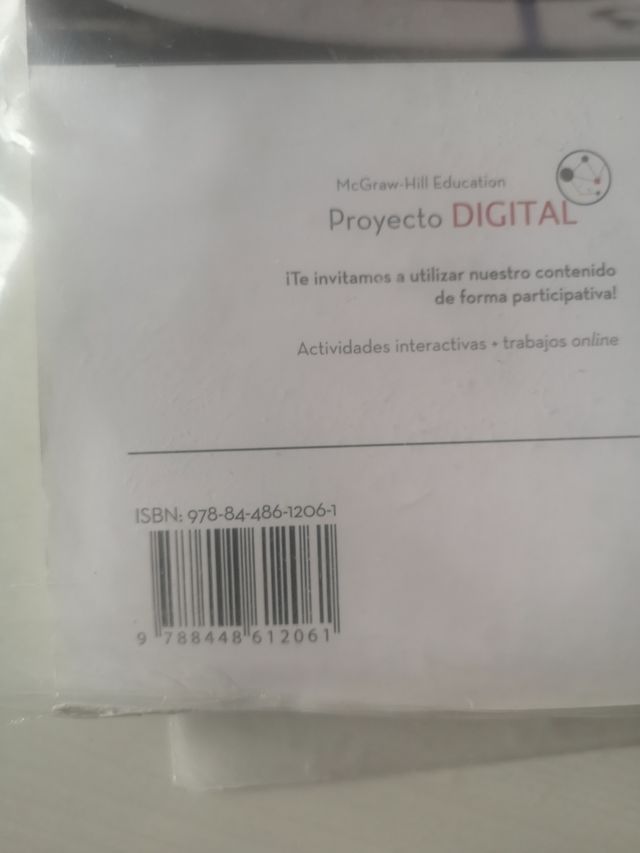 McGraw-Hill Education
Proyecto DIGITAL
¡Te invitamos a utilizar nuestro contenido
de forma participativa!
Actividades interactivas • trabajos online
ISBN: 978-84-486-1206-1
9 788448 612061